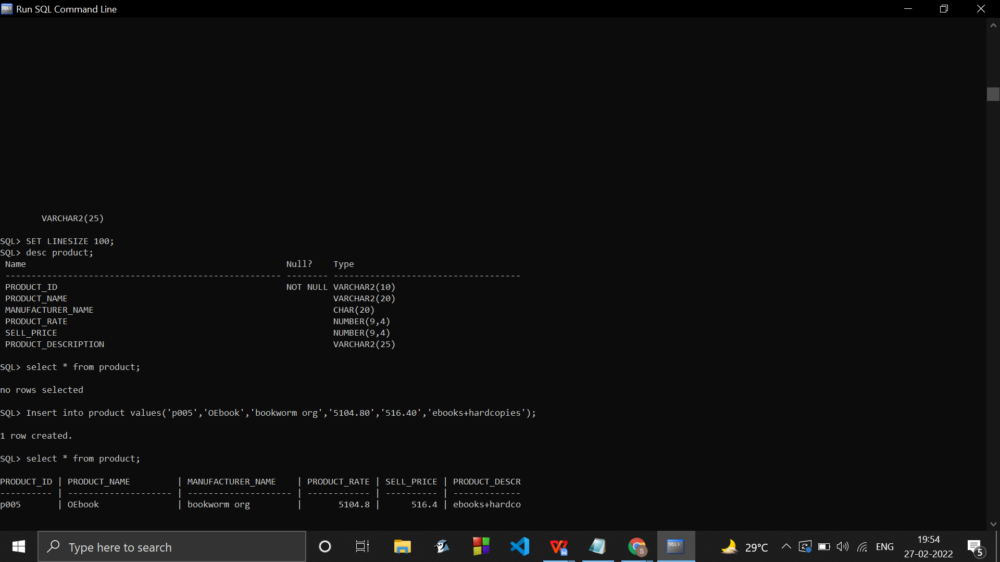 Run SQL Command Line
        VARCHAR2(25)
SQL> SET LINESIZE 100;
SQL> desc product;
 Name                                                  Null?    Type
 ----------------------------------------------------- -------- ------------------------------------
 PRODUCT_ID                                            NOT NULL VARCHAR2(10)
 PRODUCT_NAME                                                   VARCHAR2(20)
 MANUFACTURER_NAME                                              CHAR(20)
 PRODUCT_RATE                                                   NUMBER(9,4)
 SELL_PRICE                                                     NUMBER(9,4)
 PRODUCT_DESCRIPTION                                            VARCHAR2(25)
SQL> select * from product;
no rows selected
SQL> Insert into product values('p005','OEbook','bookworm org','5104.80','516.40','ebooks+hardcopies');
1 row created.
SQL> select * from product;
PRODUCT_ID | PRODUCT_NAME         | MANUFACTURER_NAME    | PRODUCT_RATE | SELL_PRICE | PRODUCT_DESCR
---------- | -------------------- | -------------------- | ------------ | ---------- | -------------
p005       | OEbook               | bookworm org         |       5104.8 |      516.4 | ebooks+hardco
Type here to search
29°C
ENG
19:54
27-02-2022
5